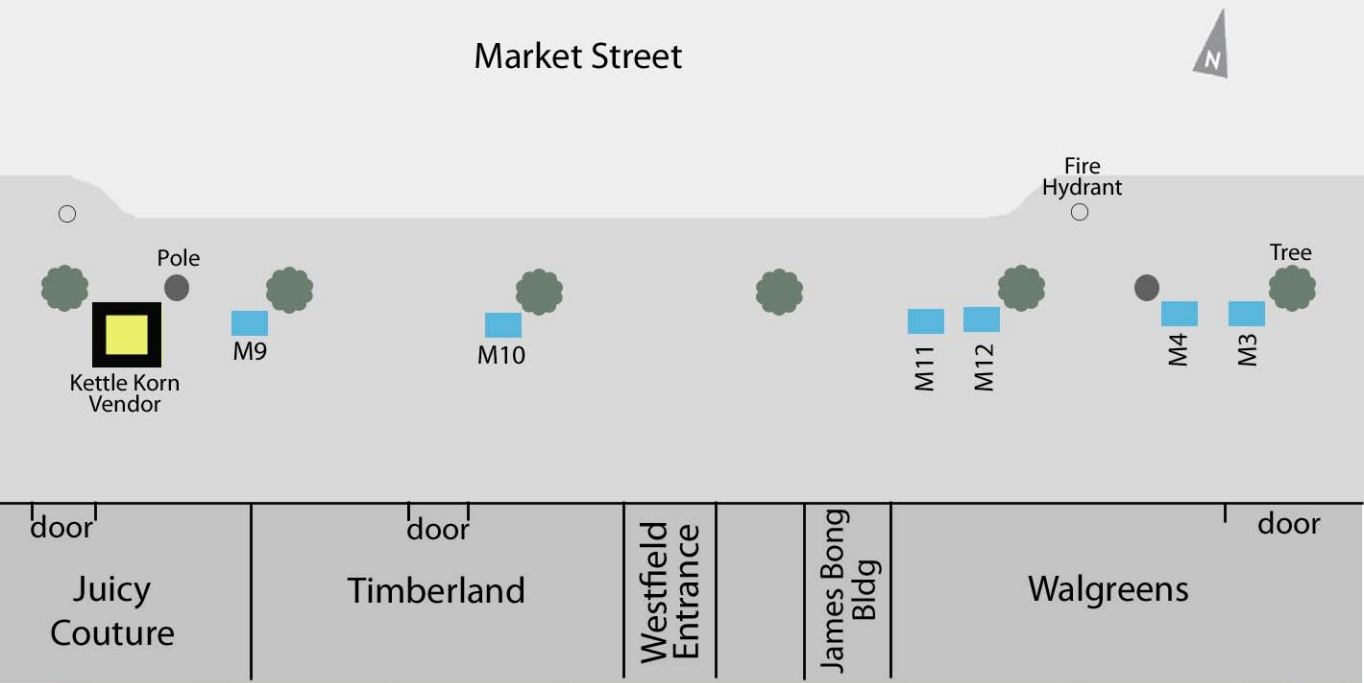 Market Street
N
Fire
Hydrant
Pole
Tree
M9
M10
M11
M12
M4
M3
Kettle Korn
Vendor
door
door
door
Juicy
Couture
Timberland
Westfield
Entrance
James Bong
Bldg
Walgreens